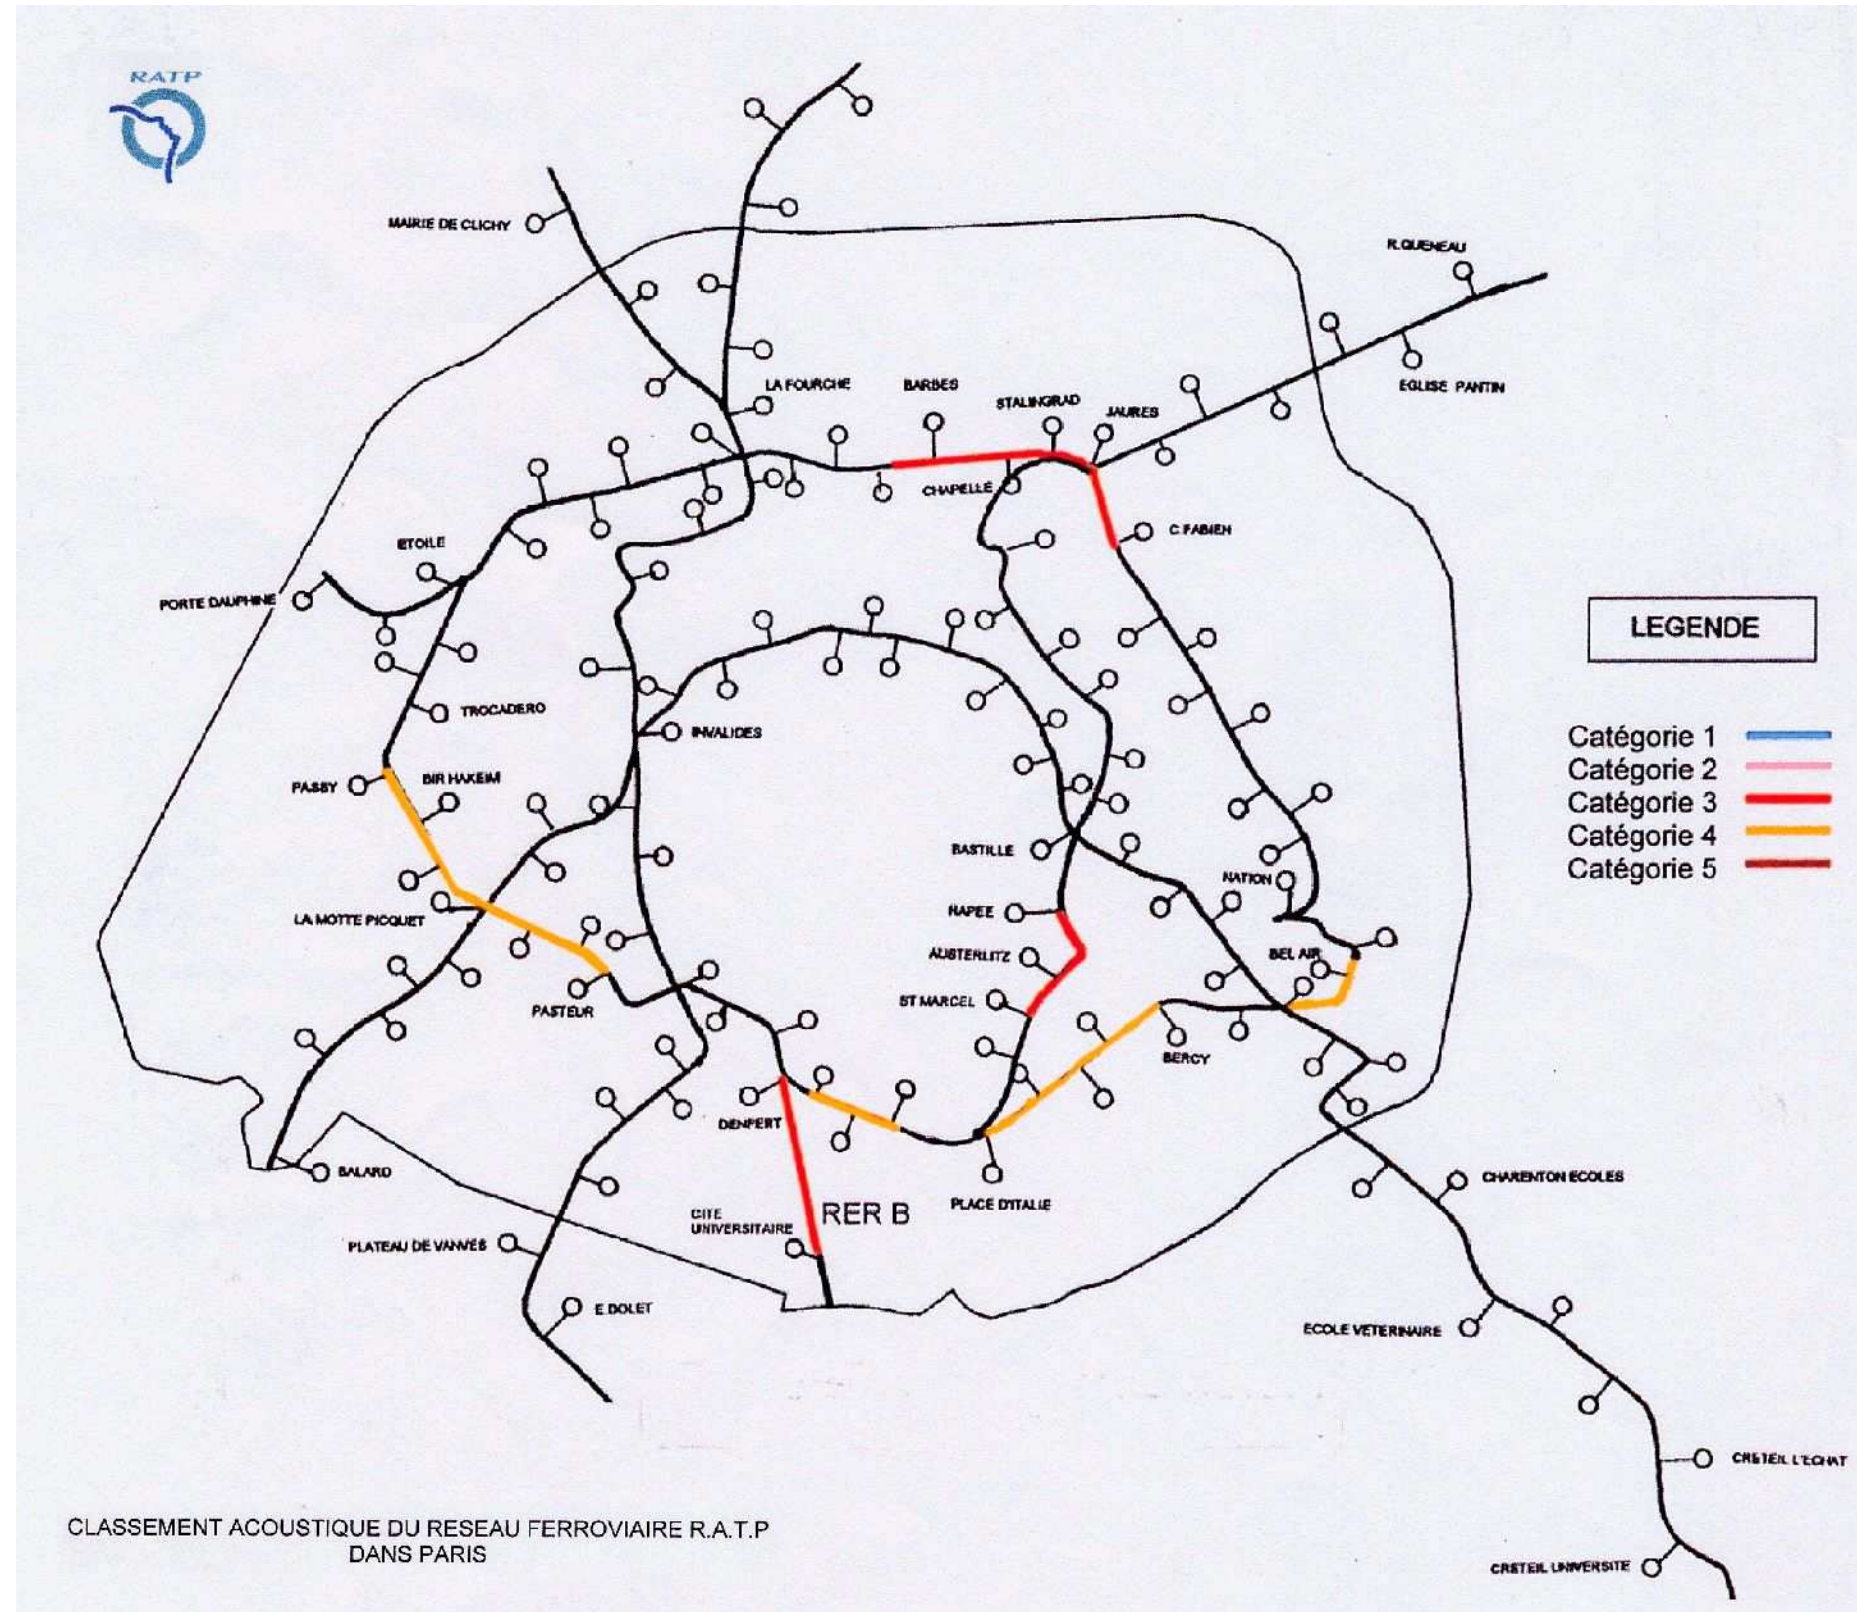 RATP
MAIRIE DE CLICHY
R.QUENEAU
LA FOURCHE
BARBES
STALINGRAD
JAURES
EGLISE PANTIN
CHAPELLE
C FABIEN
ETOILE
PORTE DAUPHINE
LEGENDE
TROCADERO
INVALIDES
Catégorie 1
Catégorie 2
Catégorie 3
Catégorie 4
Catégorie 5
PASSY
BIR HAKEIM
BASTILLE
NATION
LA MOTTE PICQUET
RAPEE
AUSTERLITZ
BEL AIR
ST MARCEL
PASTEUR
BERCY
DENFERT
BALARD
CHARENTON ECOLES
PLACE D'ITALIE
CITE
UNIVERSITAIRE
RER B
PLATEAU DE VANVES
E DOLET
ECOLE VETERINAIRE
CRETEIL L'ECHAT
CLASSEMENT ACOUSTIQUE DU RESEAU FERROVIAIRE R.A.T.P
DANS PARIS
CRETEIL UNIVERSITE